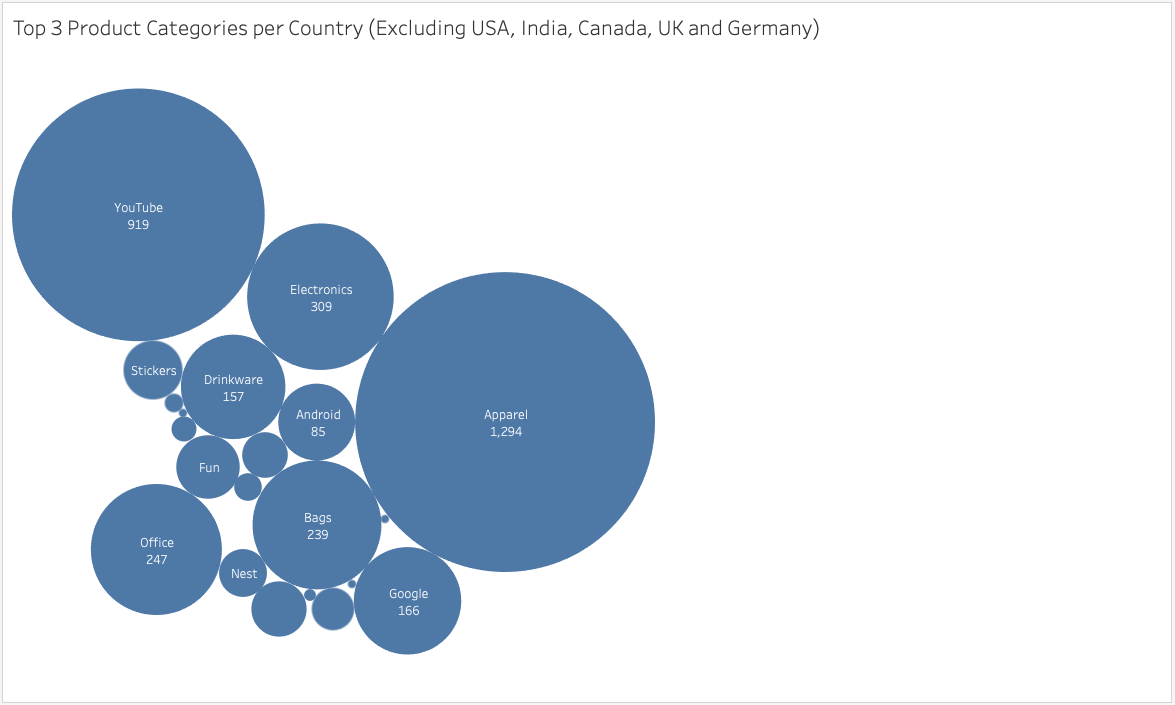 Top 3 Product Categories per Country (Excluding USA, India, Canada, UK and Germany)
YouTube
919
Electronics
309
Stickers
Drinkware
157
Android
85
Apparel
1,294
Fun
Bags
239
Office
247
Nest
Google
166